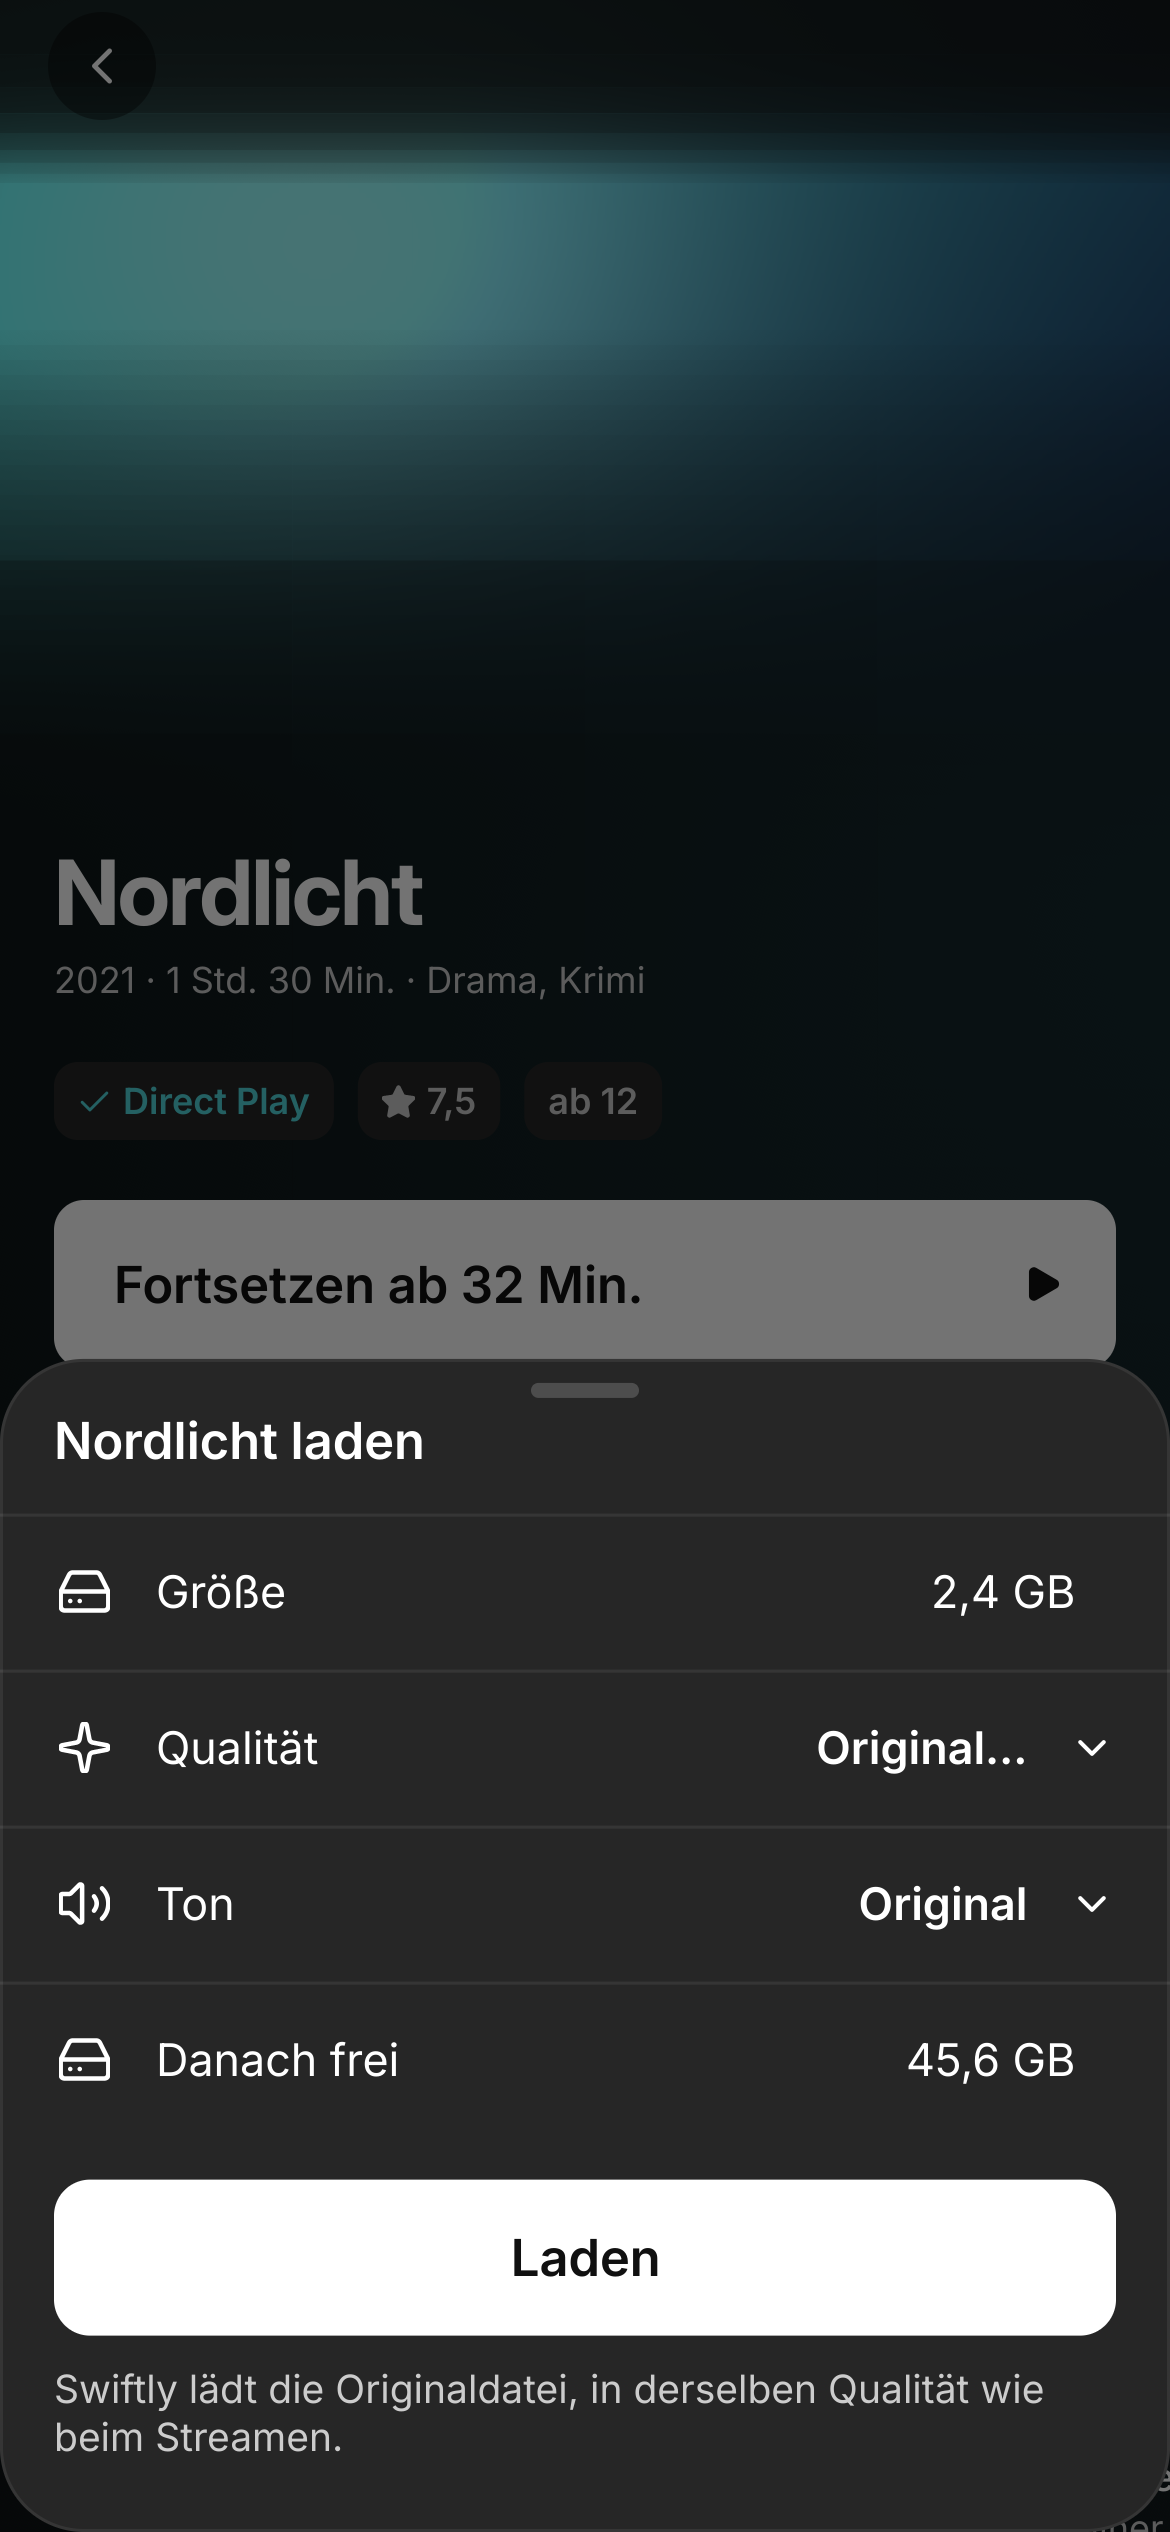 Nordlicht
2021 · 1 Std. 30 Min. · Drama, Krimi
Direct Play
7,5
ab 12
Fortsetzen ab 32 Min.
Nordlicht laden
Größe
2,4 GB
Qualität
Original...
Ton
Original
Danach frei
45,6 GB
Laden
Swiftly lädt die Originaldatei, in derselben Qualität wie
beim Streamen.